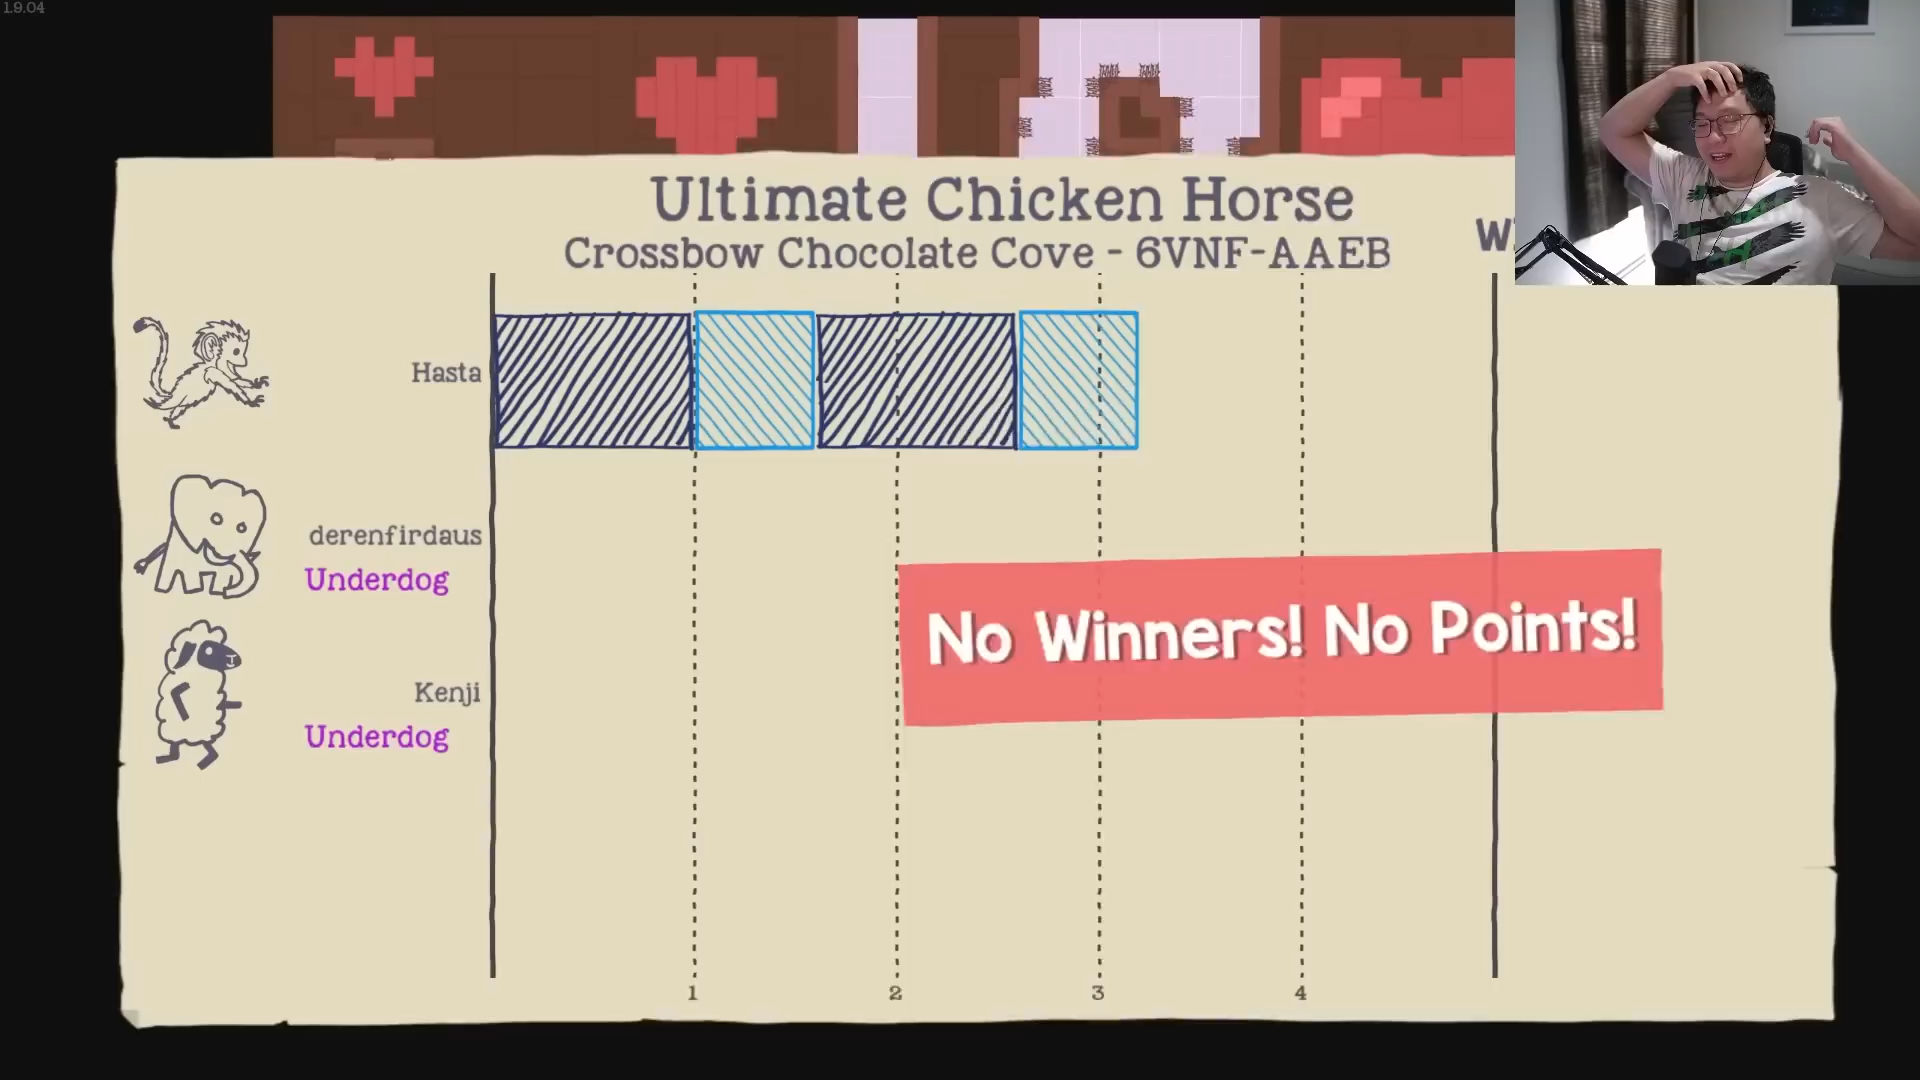 1.9.04
Ultimate Chicken Horse
Crossbow Chocolate Cove - 6VNF-AAEB
Hasta
derenfirdaus
Underdog
No Winners! No Points!
Kenji
Underdog
1
2
3
4